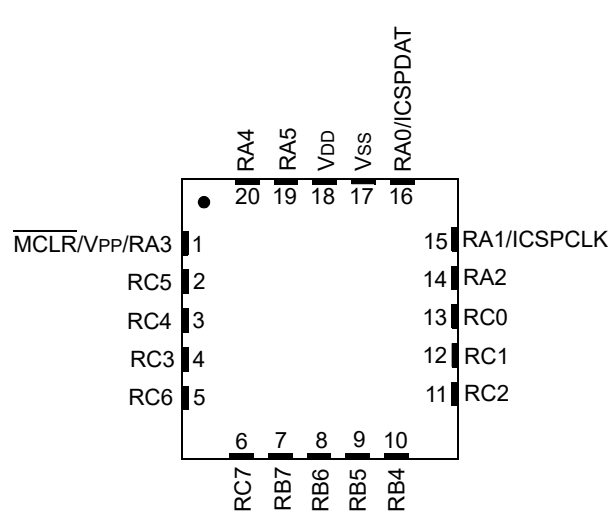 RA4
RA5
VDD
VSS
RA0/ICSPDAT
20
19
18
17
16
MCLR/VPP/RA3 1
RC5 2
RC4 3
RC3 4
RC6 5
15 RA1/ICSPCLK
14 RA2
13 RC0
12 RC1
11 RC2
6
7
8
9
10
RC7
RB7
RB6
RB5
RB4